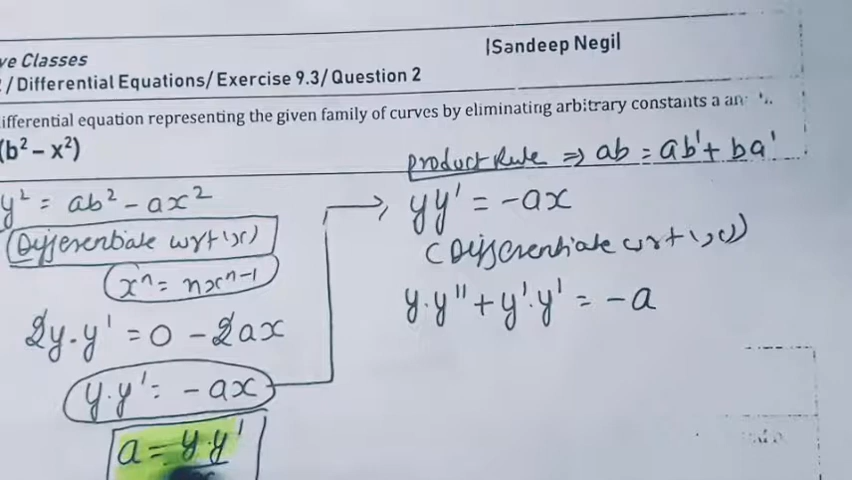 ve Classes
|Sandeep Negi|
/ Differential Equations/ Exercise 9.3/ Question 2
ifferential equation representing the given family of curves by eliminating arbitrary constants a an
(b² – x²)
y² = ab² - ax²
(Differentiate wrt (x)
xⁿ = nxⁿ⁻¹
2y·y' = 0 - 2ax
y·y' = -ax
a = y·y'
product Rule ⇒ ab = ab' + ba'
yy' = -ax
(Differentiate wrt
y·y'' + y'·y' = -a